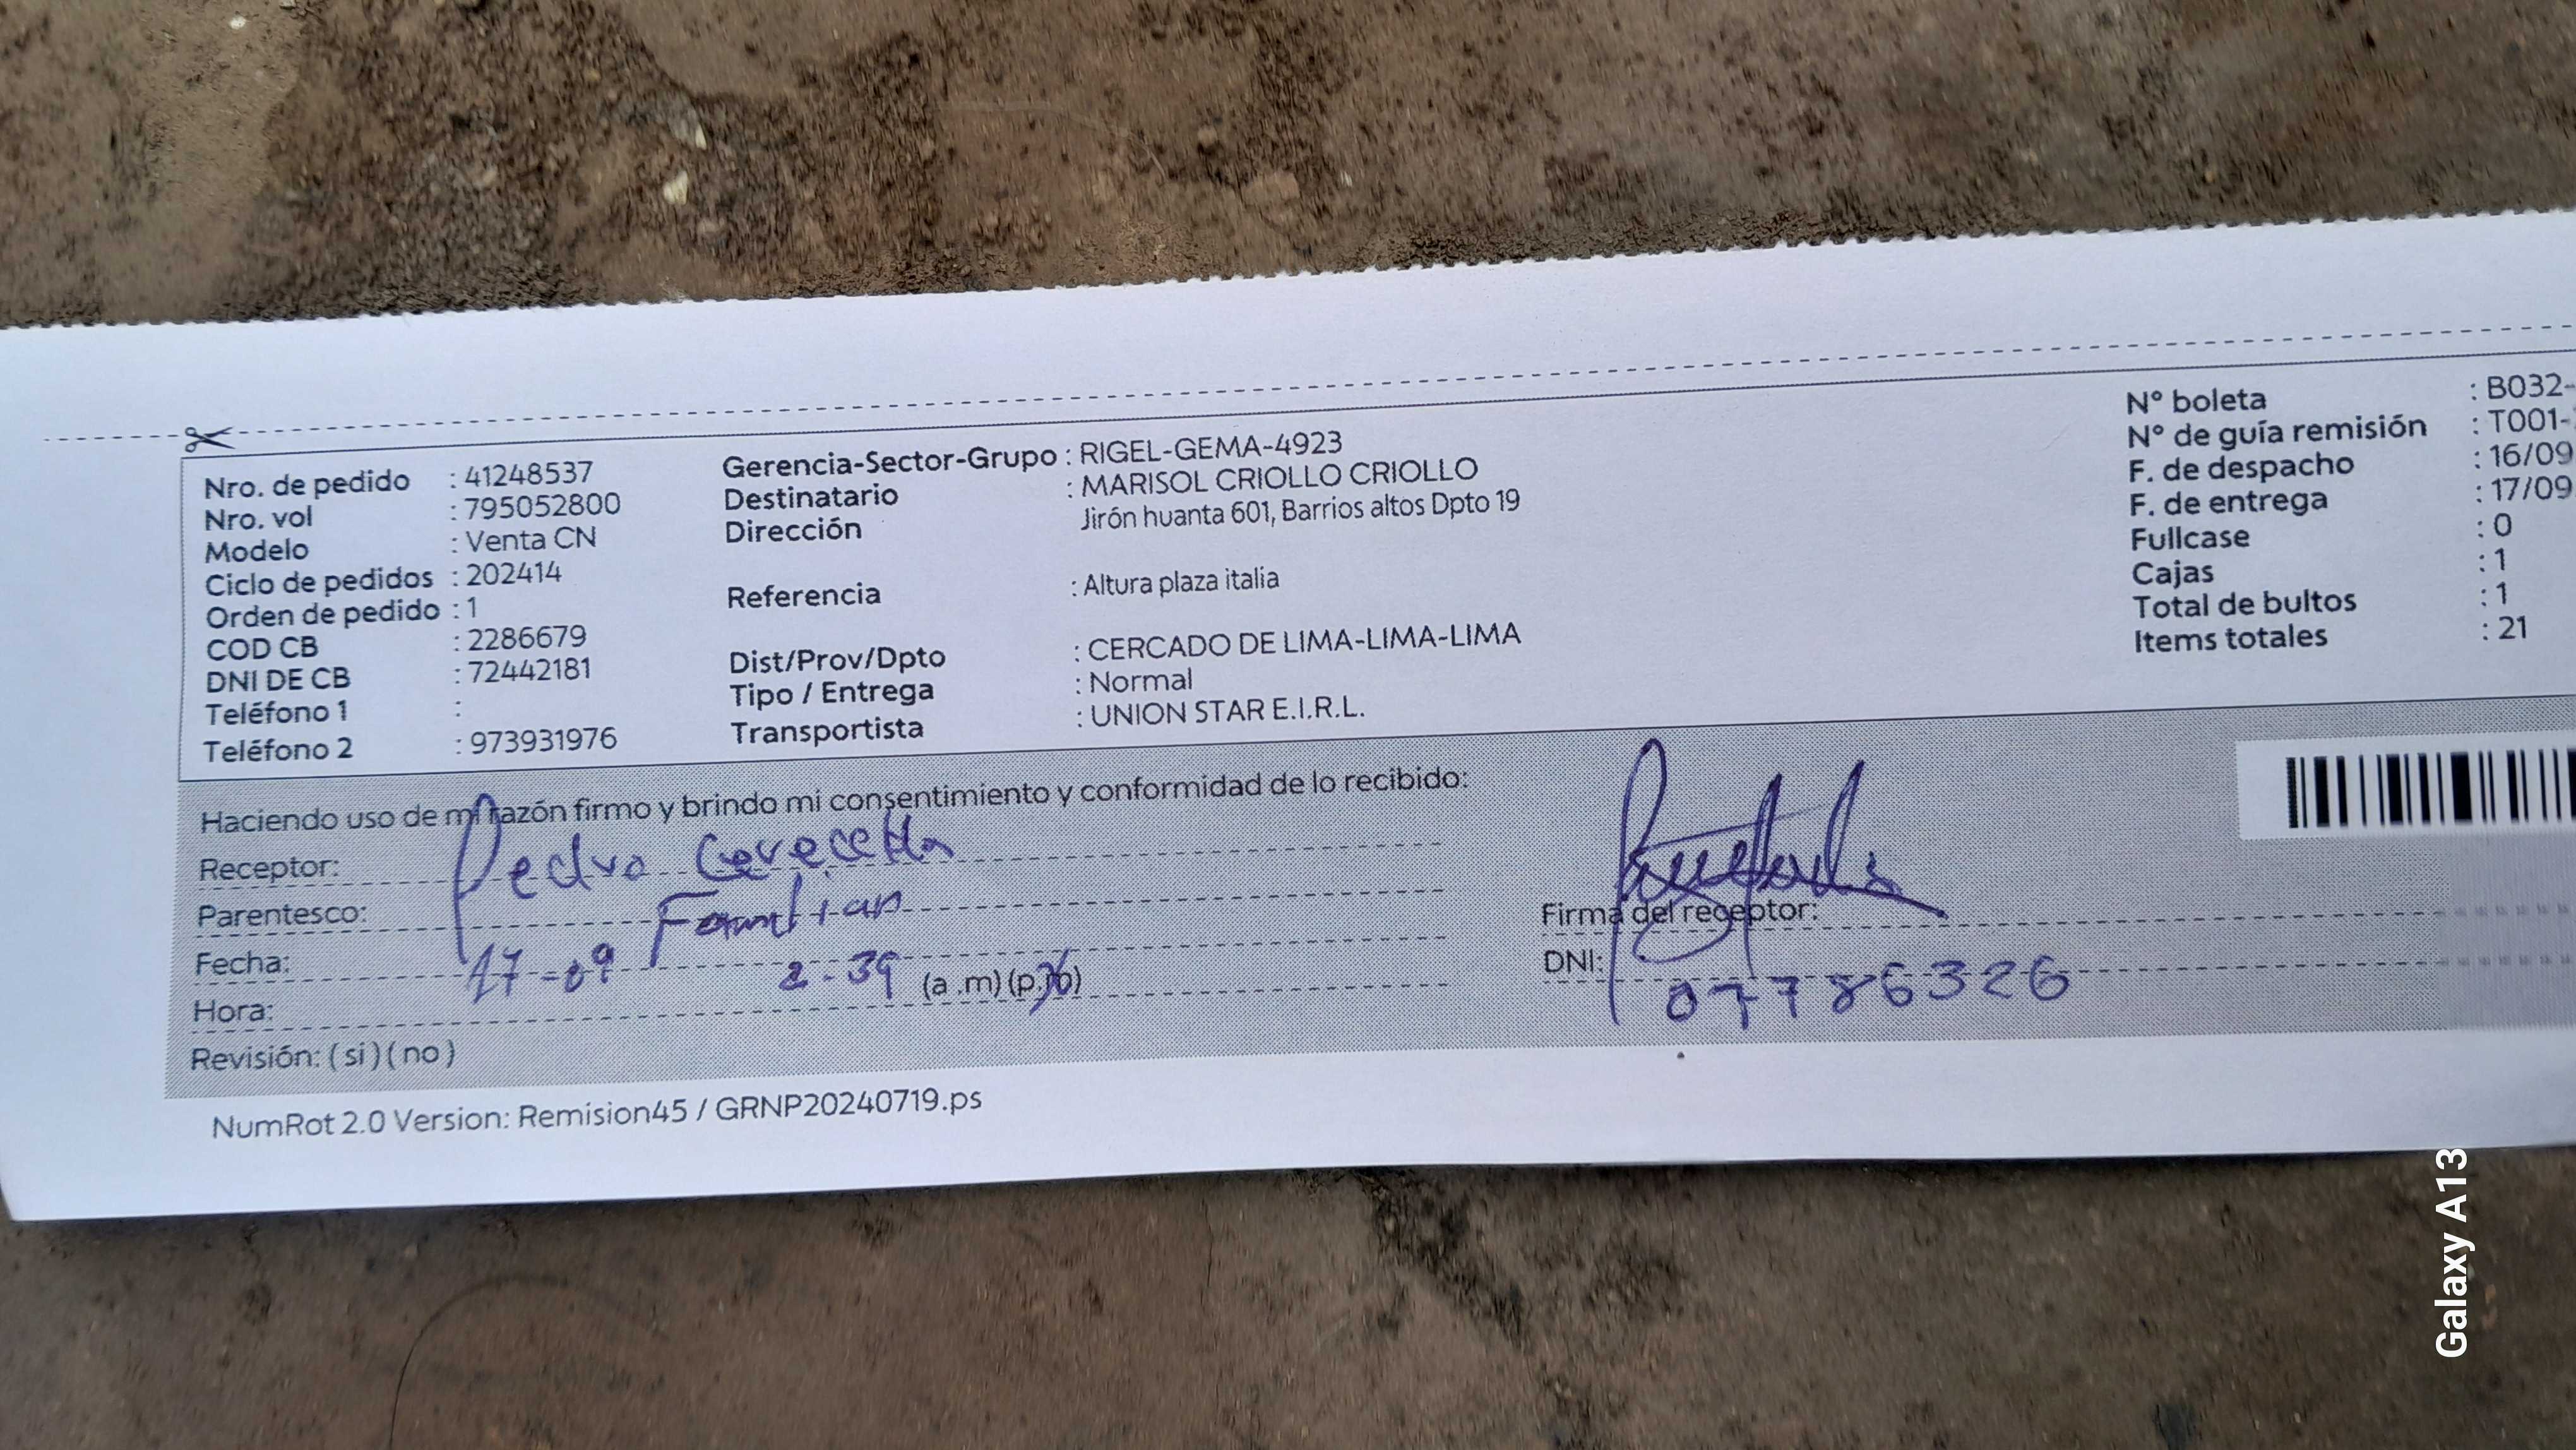 Nro. de pedido : 41248537
Nro. vol : 795052800
Modelo : Venta CN
Ciclo de pedidos : 202414
Orden de pedido : 1
COD CB : 2286679
DNI DE CB : 72442181
Teléfono 1 :
Teléfono 2 : 973931976
Gerencia-Sector-Grupo : RIGEL-GEMA-4923
Destinatario : MARISOL CRIOLLO CRIOLLO
Dirección Jirón huanta 601, Barrios altos Dpto 19
Referencia : Altura plaza italia
Dist/Prov/Dpto : CERCADO DE LIMA-LIMA-LIMA
Tipo / Entrega : Normal
Transportista : UNION STAR E.I.R.L.
N° boleta : B032-
N° de guía remisión : T001-
F. de despacho : 16/09
F. de entrega : 17/09
Fullcase : 0
Cajas : 1
Total de bultos : 1
Items totales : 21
Haciendo uso de mi razón firmo y brindo mi consentimiento y conformidad de lo recibido:
Receptor: Pedro
Parentesco: Familiar
Fecha: 17-09
Hora: 2-39 (a .m) (p.m)
Revisión: ( si ) ( no )
Firma del receptor:
DNI: 07786326
NumRot 2.0 Version: Remision45 / GRNP20240719.ps
Galaxy A13